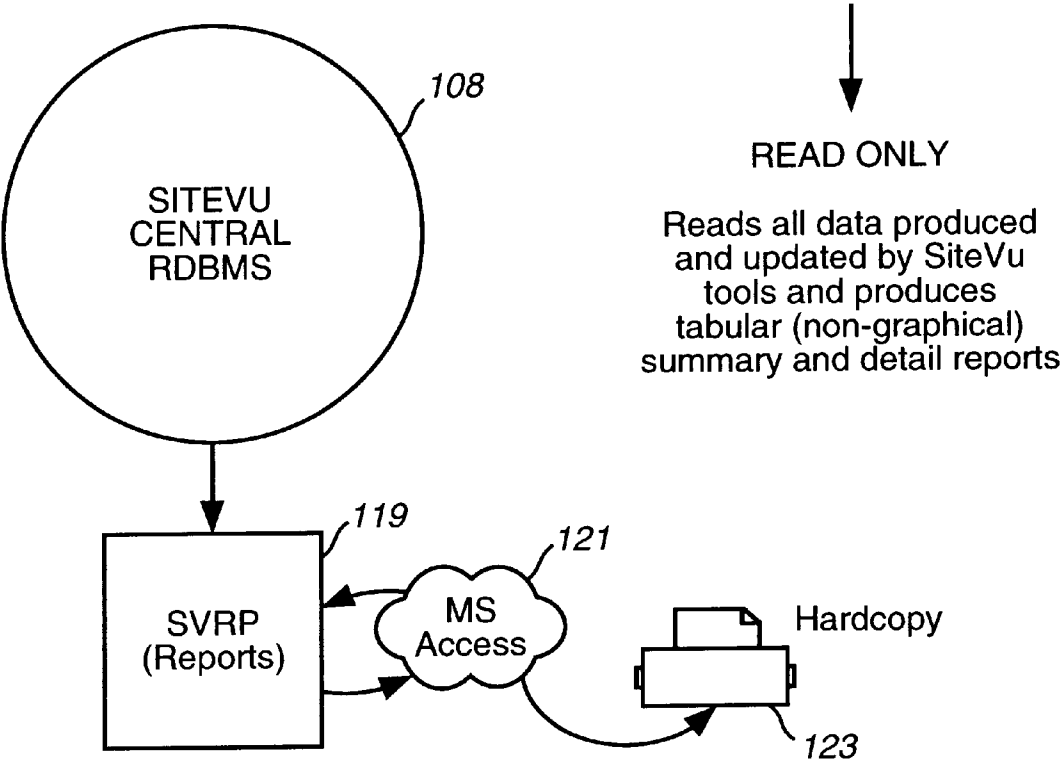 108
SITEVU
CENTRAL
RDBMS
READ ONLY
Reads all data produced
and updated by SiteVu
tools and produces
tabular (non-graphical)
summary and detail reports
119
SVRP
(Reports)
121
MS
Access
Hardcopy
123